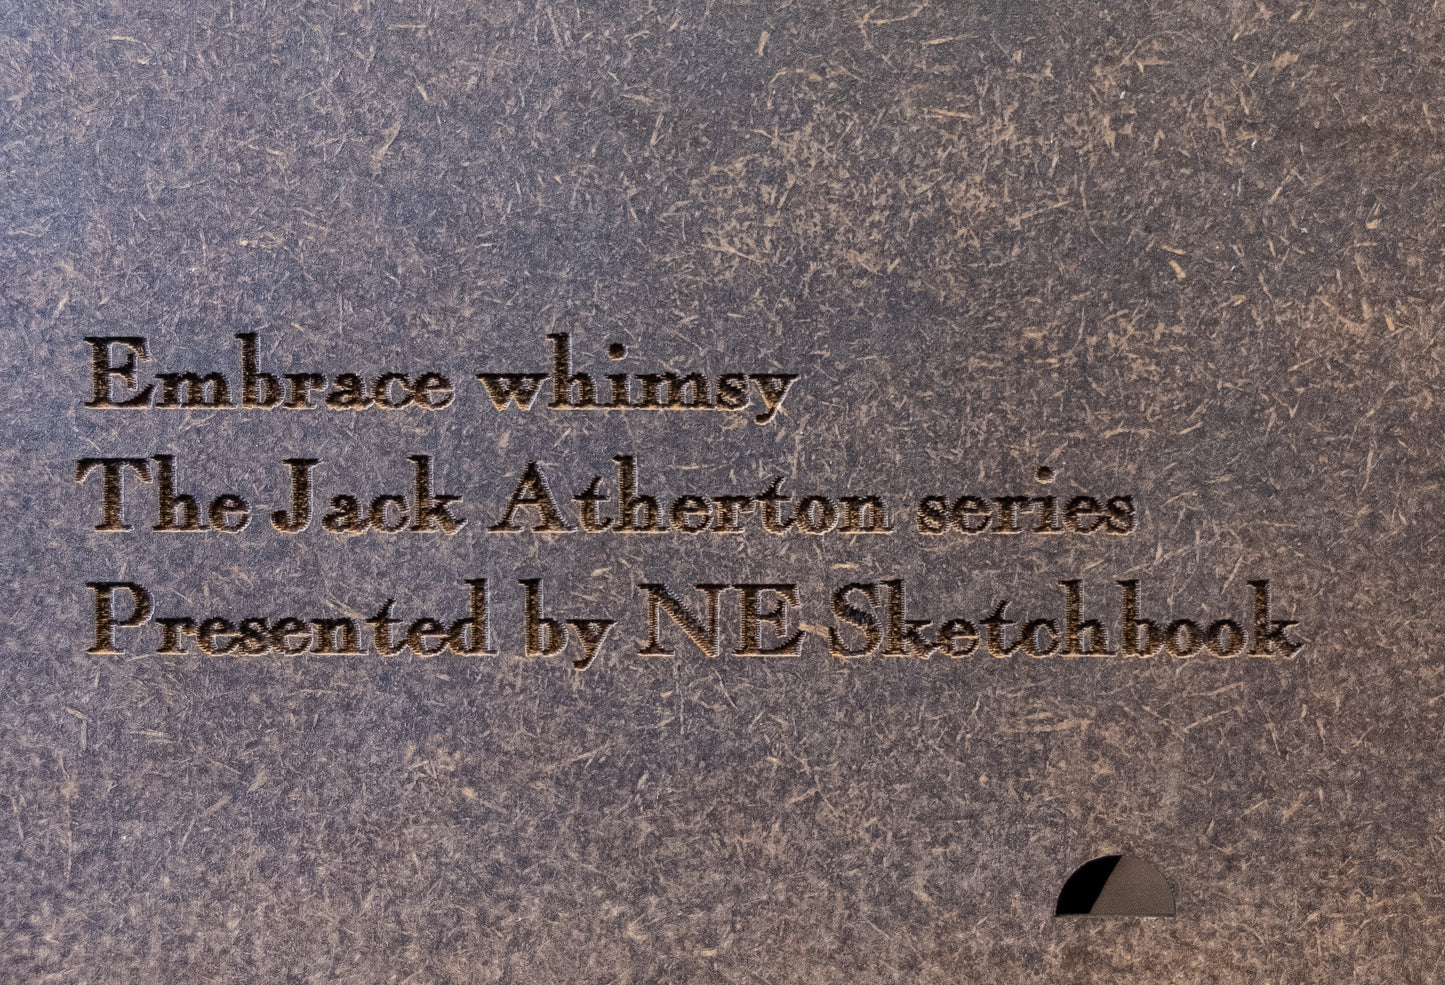 Embrace whimsy
The Jack Atherton series
Presented by NE Sketchbook